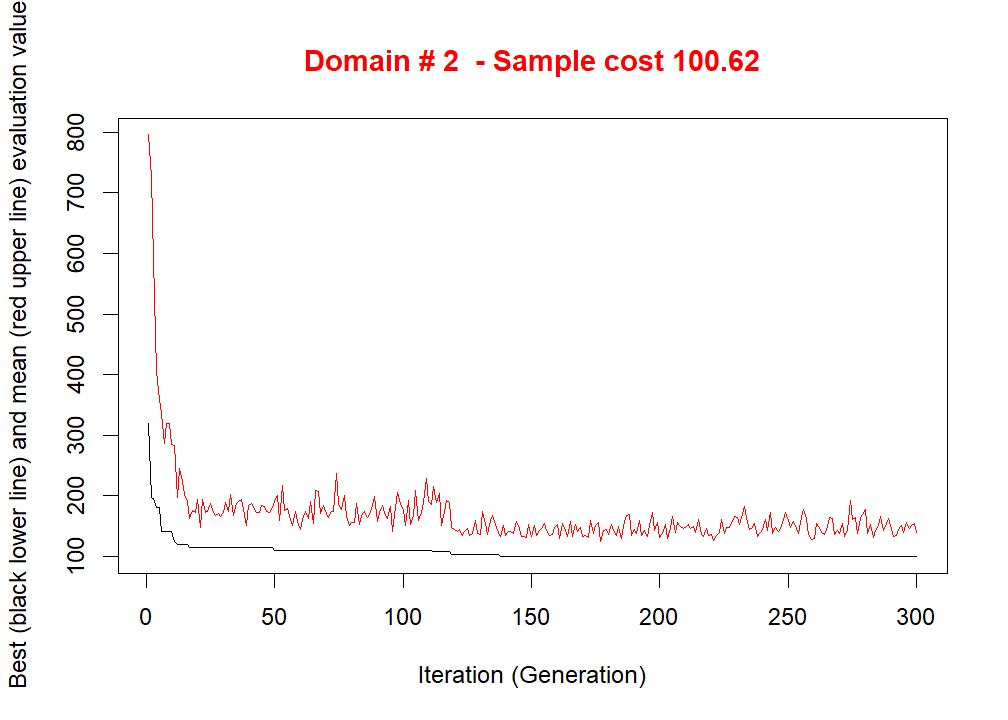 Domain # 2  - Sample cost 100.62
Best (black lower line) and mean (red upper line) evaluation value
800
700
600
500
400
300
200
100
0 50 100 150 200 250 300
Iteration (Generation)